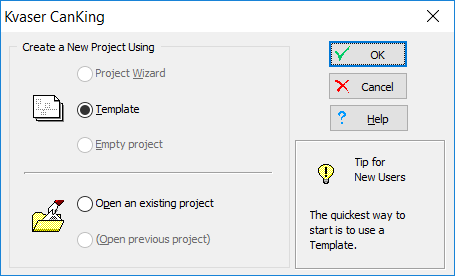 Kvaser CanKing
Create a New Project Using
Project Wizard
Template
Empty project
Open an existing project
(Open previous project)
OK
Cancel
? Help
Tip for
New Users
The quickest way to
start is to use a
Template.